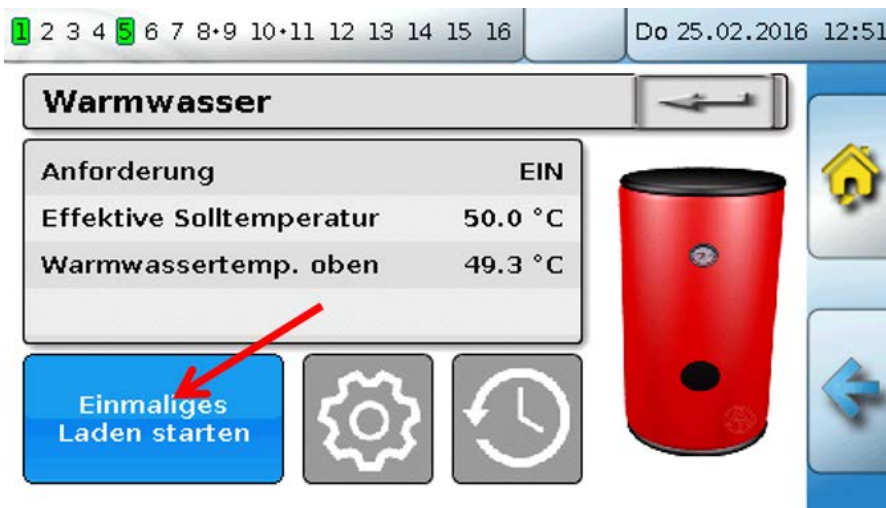 1 2 3 4 5 6 7 8•9 10•11 12 13 14 15 16 Do 25.02.2016 12:51
Warmwasser
Anforderung EIN
Effektive Solltemperatur 50.0 °C
Warmwassertemp. oben 49.3 °C
Einmaliges
Laden starten